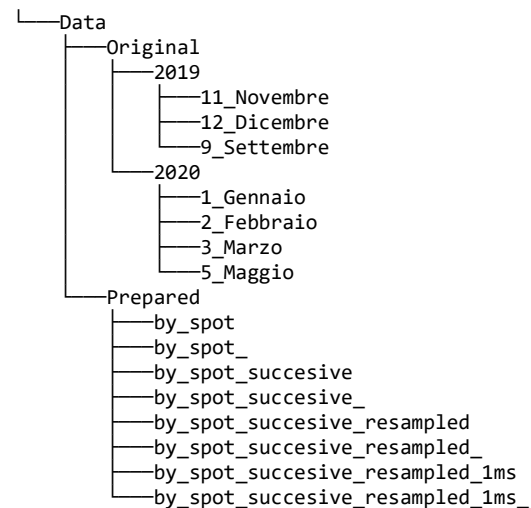 Data
Original
2019
11_Novembre
12_Dicembre
9_Settembre
2020
1_Gennaio
2_Febbraio
3_Marzo
5_Maggio
Prepared
by_spot
by_spot_
by_spot_succesive
by_spot_succesive_
by_spot_succesive_resampled
by_spot_succesive_resampled_
by_spot_succesive_resampled_1ms
by_spot_succesive_resampled_1ms_